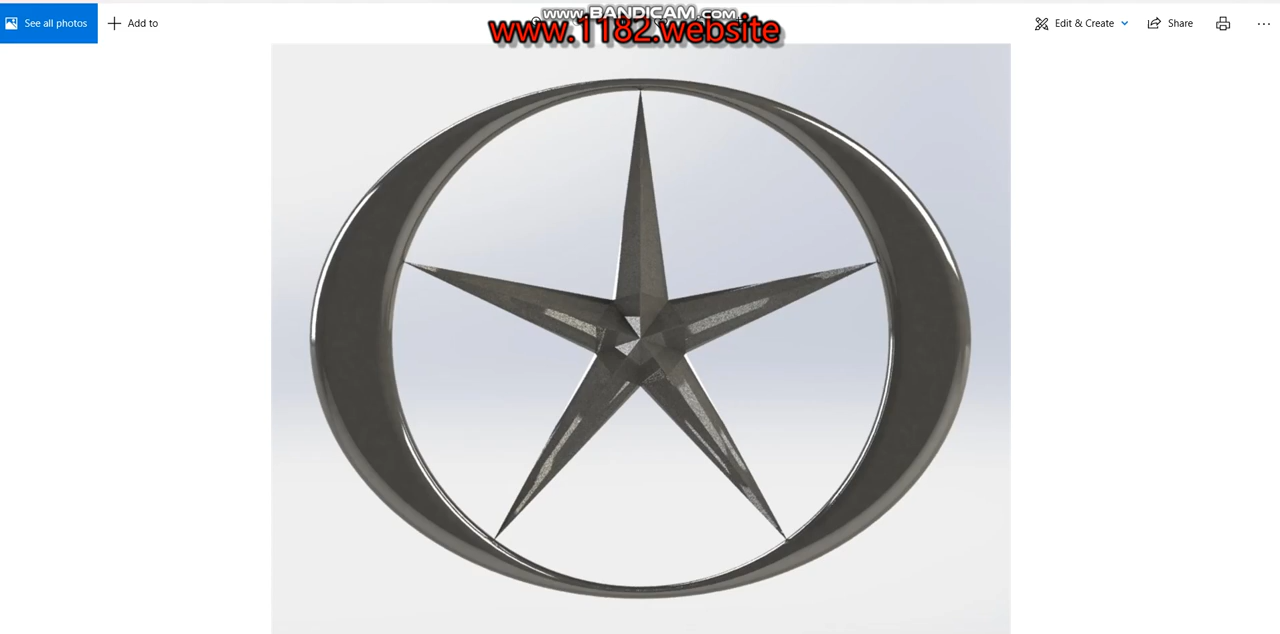 www.BANDICAM.com
See all photos
Add to
www.1182.website
Edit & Create
Share